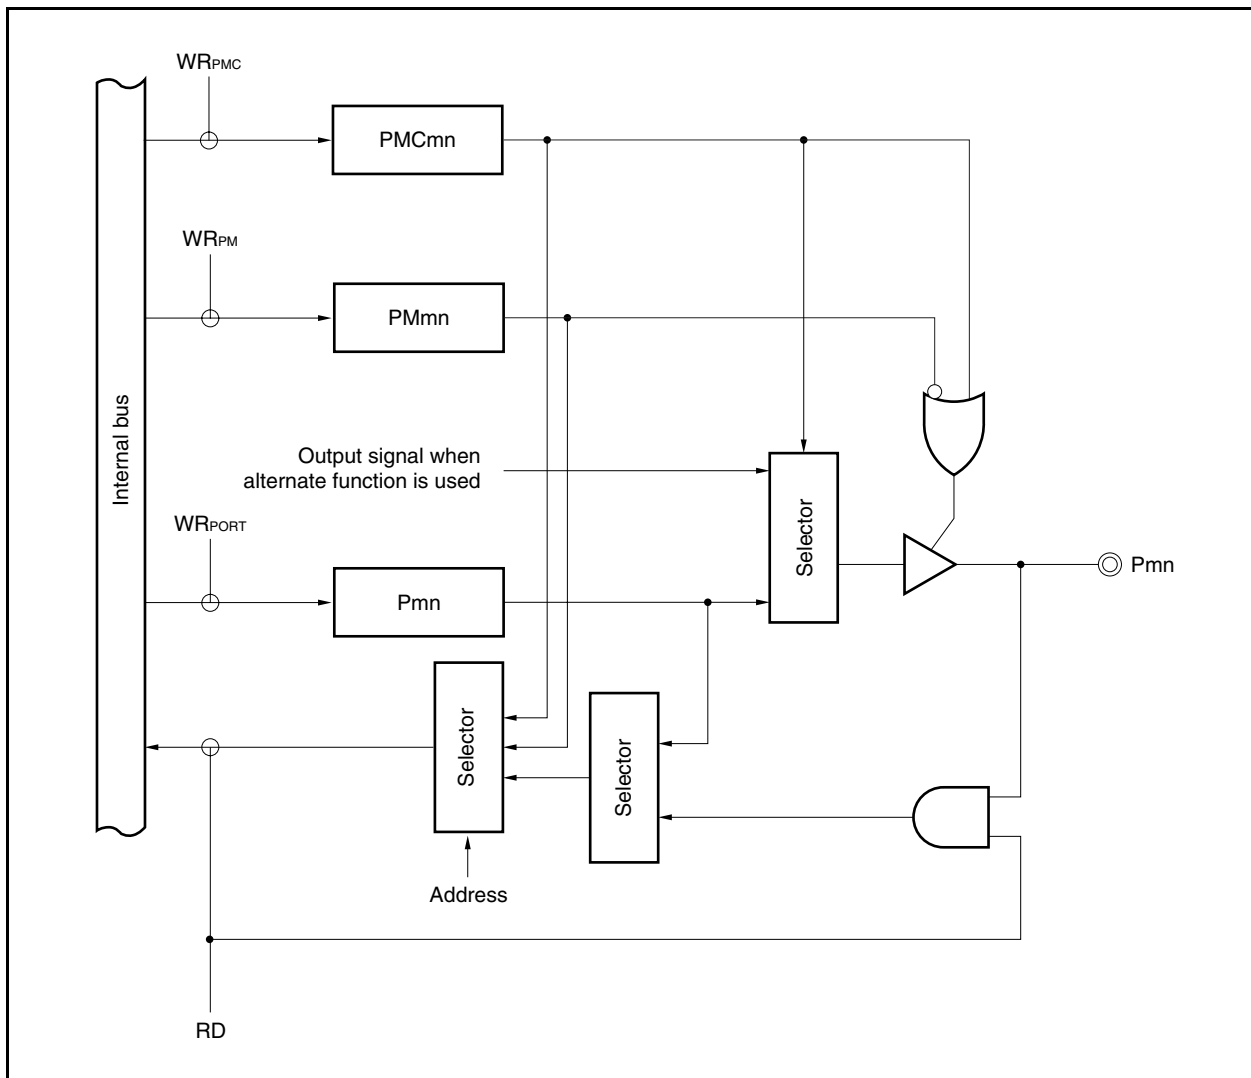 WRPMC
PMCmn
WRPM
PMmn
Internal bus
Output signal when
alternate function is used
WRPORT
Pmn
Selector
Pmn
Selector
Selector
Address
RD